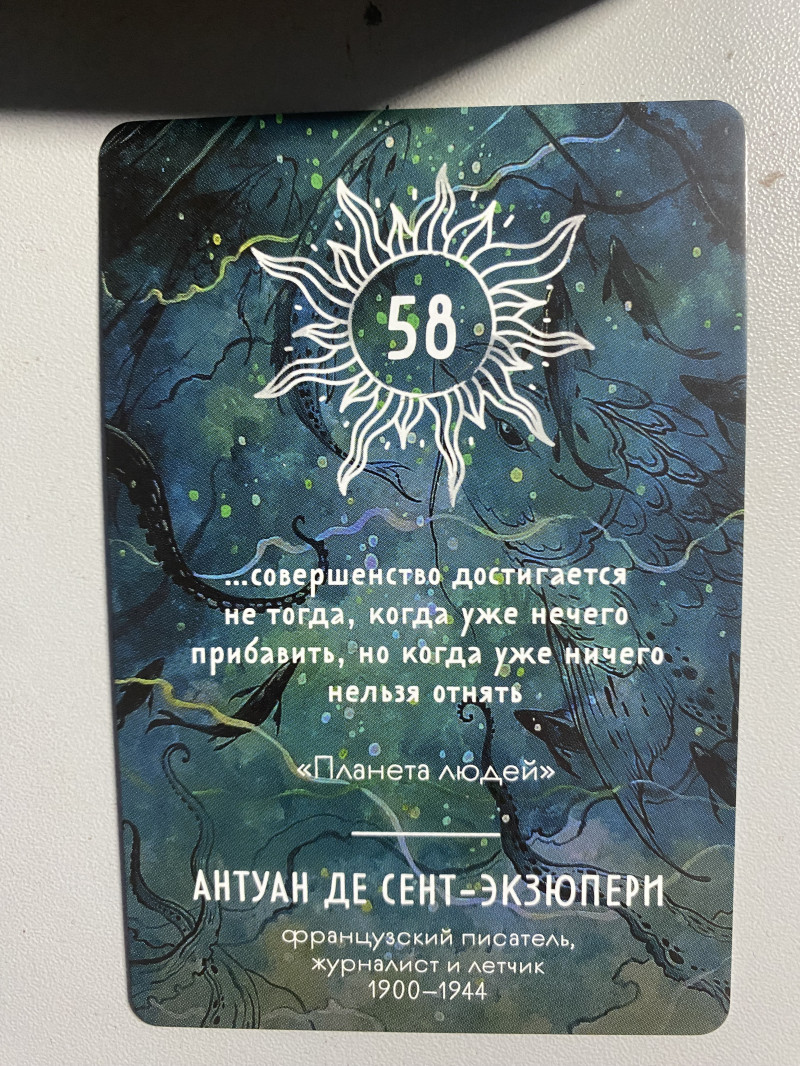 58
...совершенство достигается
не тогда, когда уже нечего
прибавить, но когда уже ничего
нельзя отнять
«Планета людей»
АНТУАН ДЕ СЕНТ-ЭКЗЮПЕРИ
французский писатель,
журналист и летчик
1900–1944